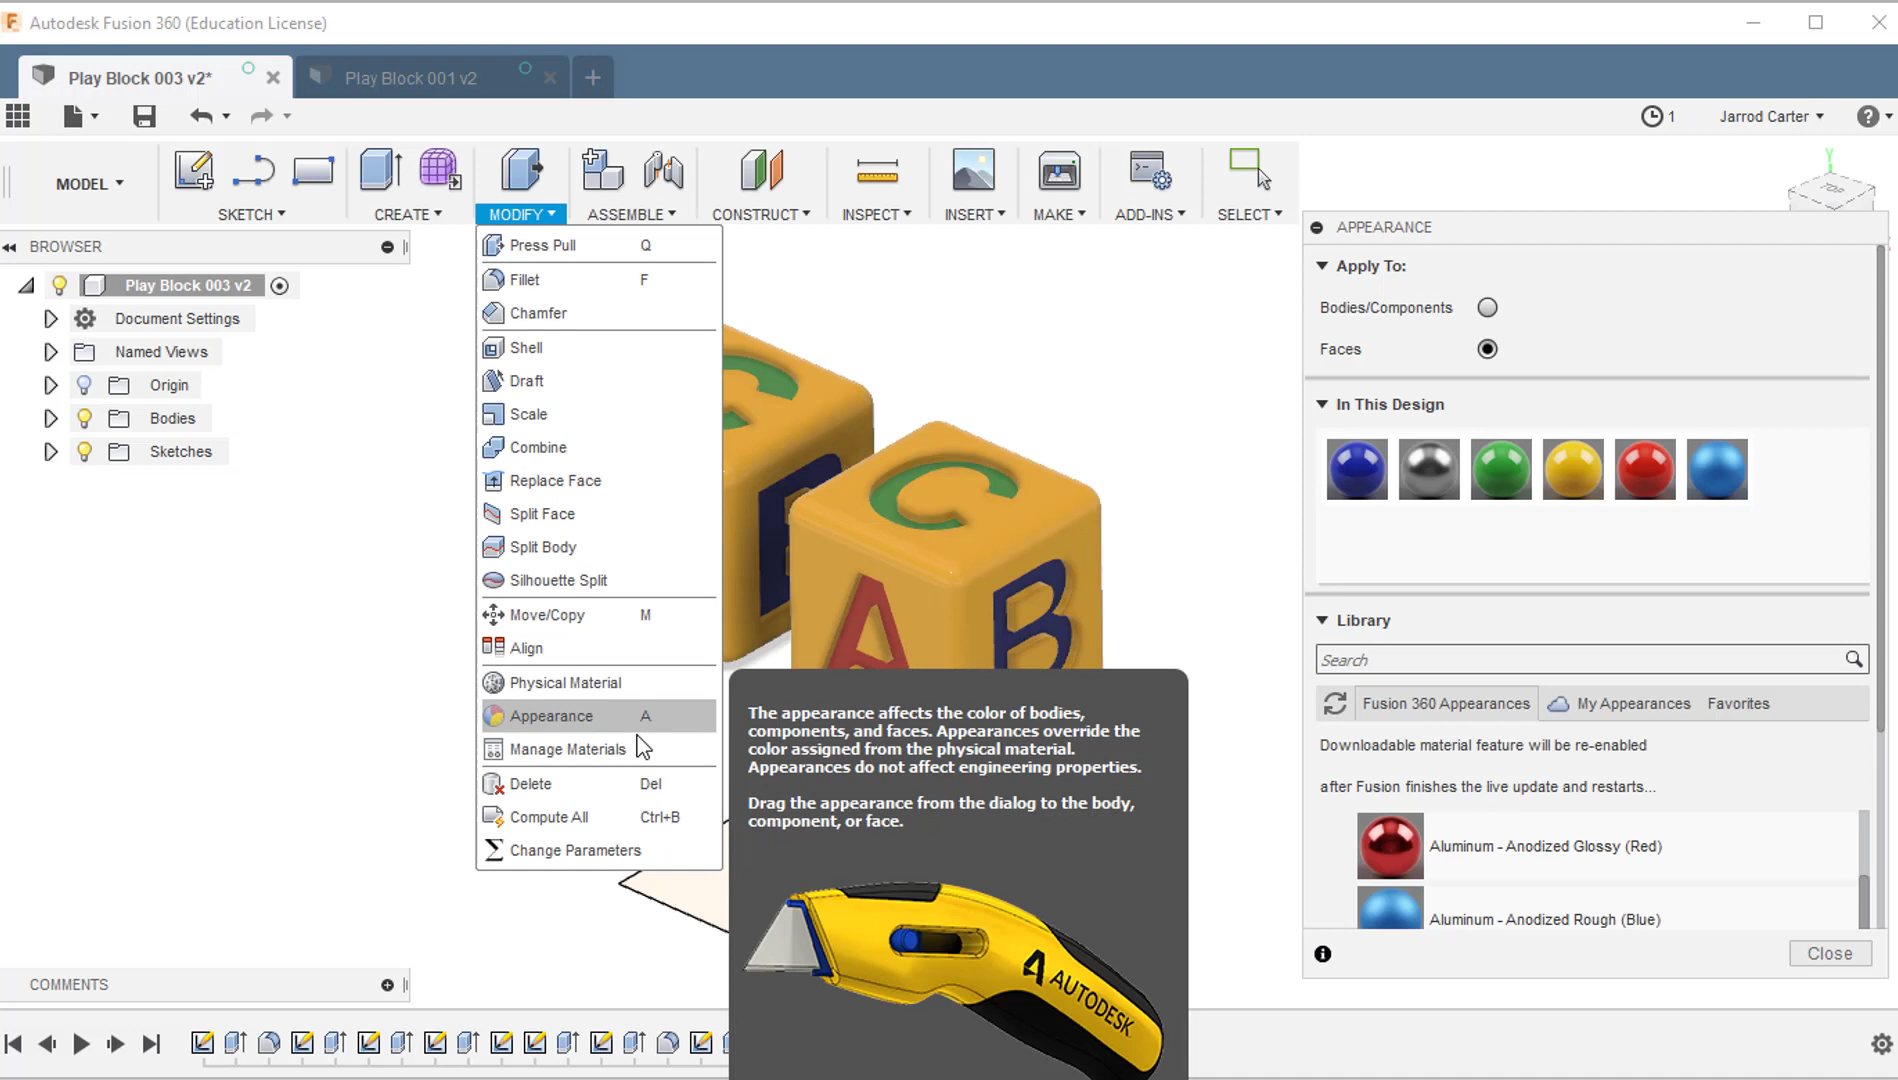 Autodesk Fusion 360 (Education License)
Play Block 003 v2*
Play Block 001 v2
1
Jarrod Carter
MODEL
SKETCH
CREATE
MODIFY
ASSEMBLE
CONSTRUCT
INSPECT
INSERT
MAKE
ADD-INS
SELECT
Y
TOP
BROWSER
Play Block 003 v2
Document Settings
Named Views
Origin
Bodies
Sketches
Press Pull Q
Fillet F
Chamfer
Shell
Draft
Scale
Combine
Replace Face
Split Face
Split Body
Silhouette Split
Move/Copy M
Align
Physical Material
Appearance A
Manage Materials
Delete Del
Compute All Ctrl+B
Change Parameters
C
C
A
B
The appearance affects the color of bodies,
components, and faces. Appearances override the
color assigned from the physical material.
Appearances do not affect engineering properties.
Drag the appearance from the dialog to the body,
component, or face.
AUTODESK
APPEARANCE
Apply To:
Bodies/Components
Faces
In This Design
Library
Search
Fusion 360 Appearances
My Appearances
Favorites
Downloadable material feature will be re-enabled
after Fusion finishes the live update and restarts...
Aluminum - Anodized Glossy (Red)
Aluminum - Anodized Rough (Blue)
Close
COMMENTS